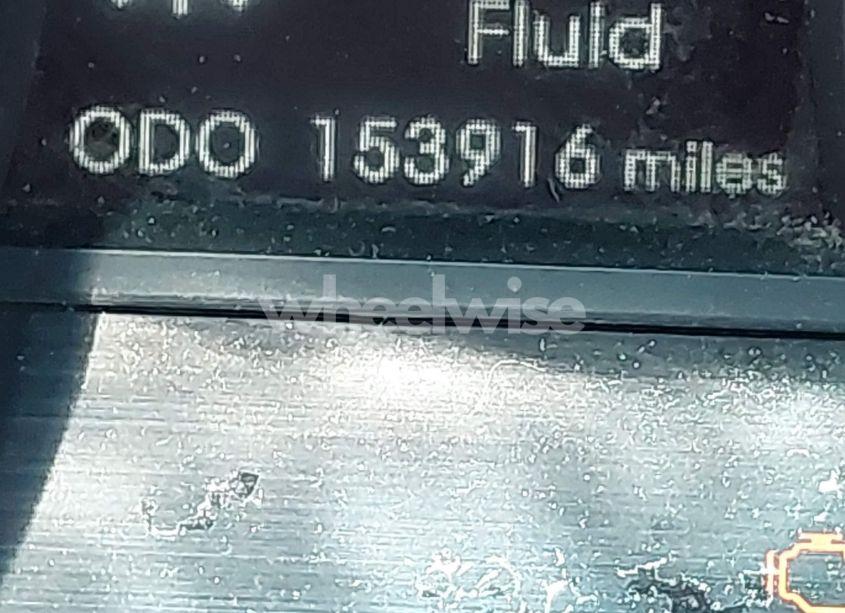 Fluid
ODO 153916 miles
wheelwise